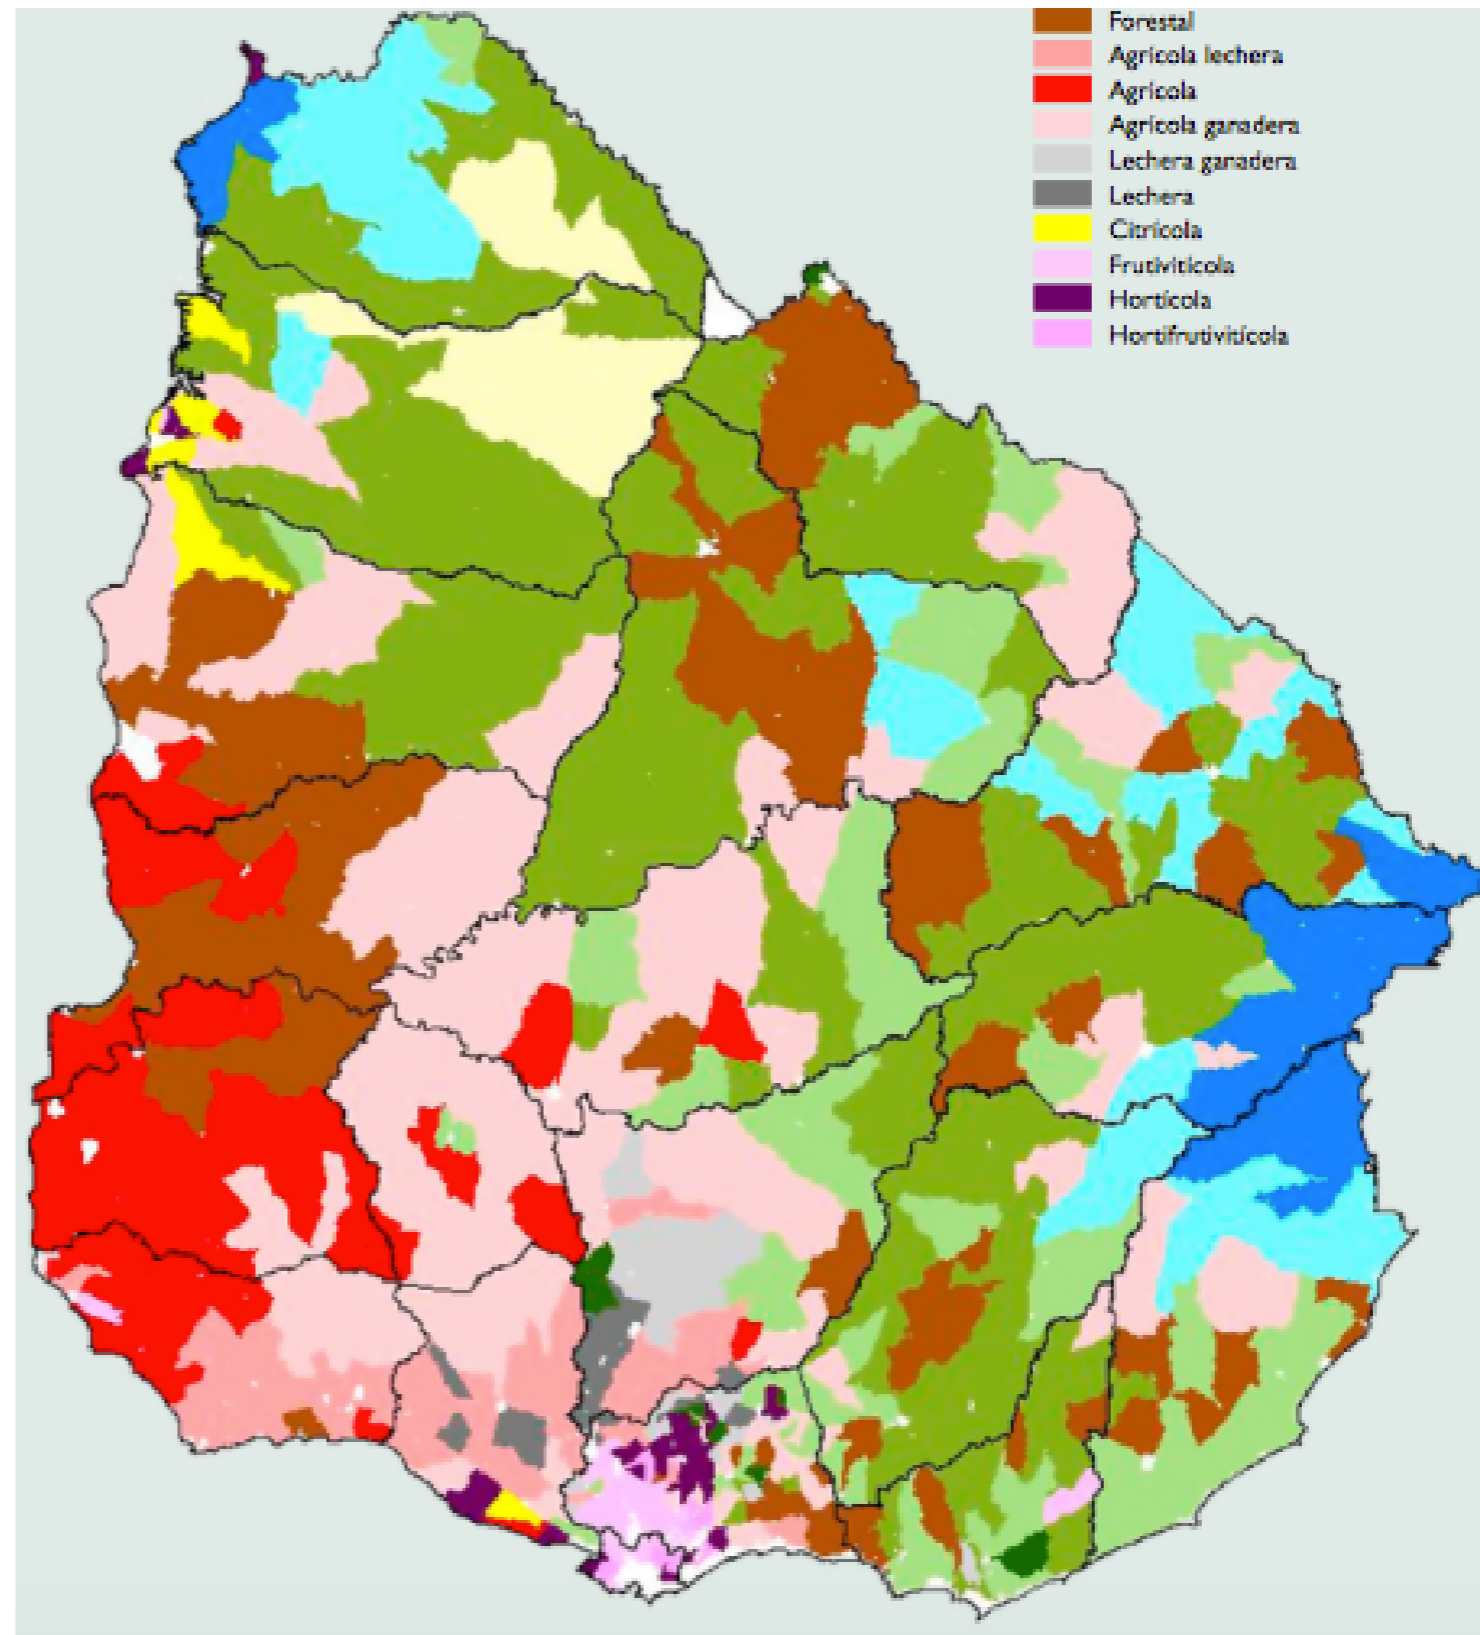 Forestal
Agrícola lechera
Agrícola
Agrícola ganadera
Lechera ganadera
Lechera
Citrícola
Frutivitícola
Hortícola
Hortifrutivitícola